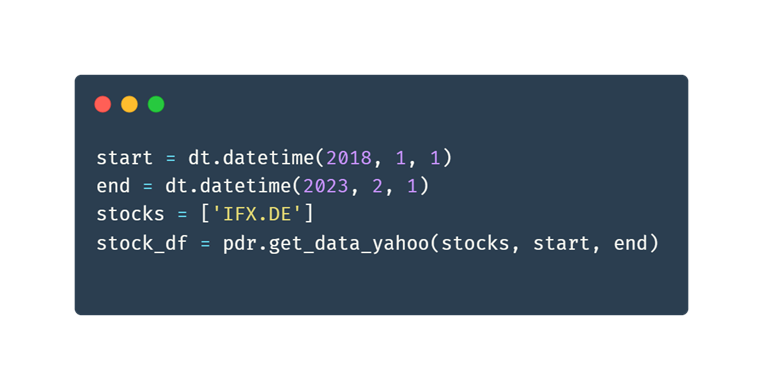 start = dt.datetime(2018, 1, 1)
end = dt.datetime(2023, 2, 1)
stocks = ['IFX.DE']
stock_df = pdr.get_data_yahoo(stocks, start, end)